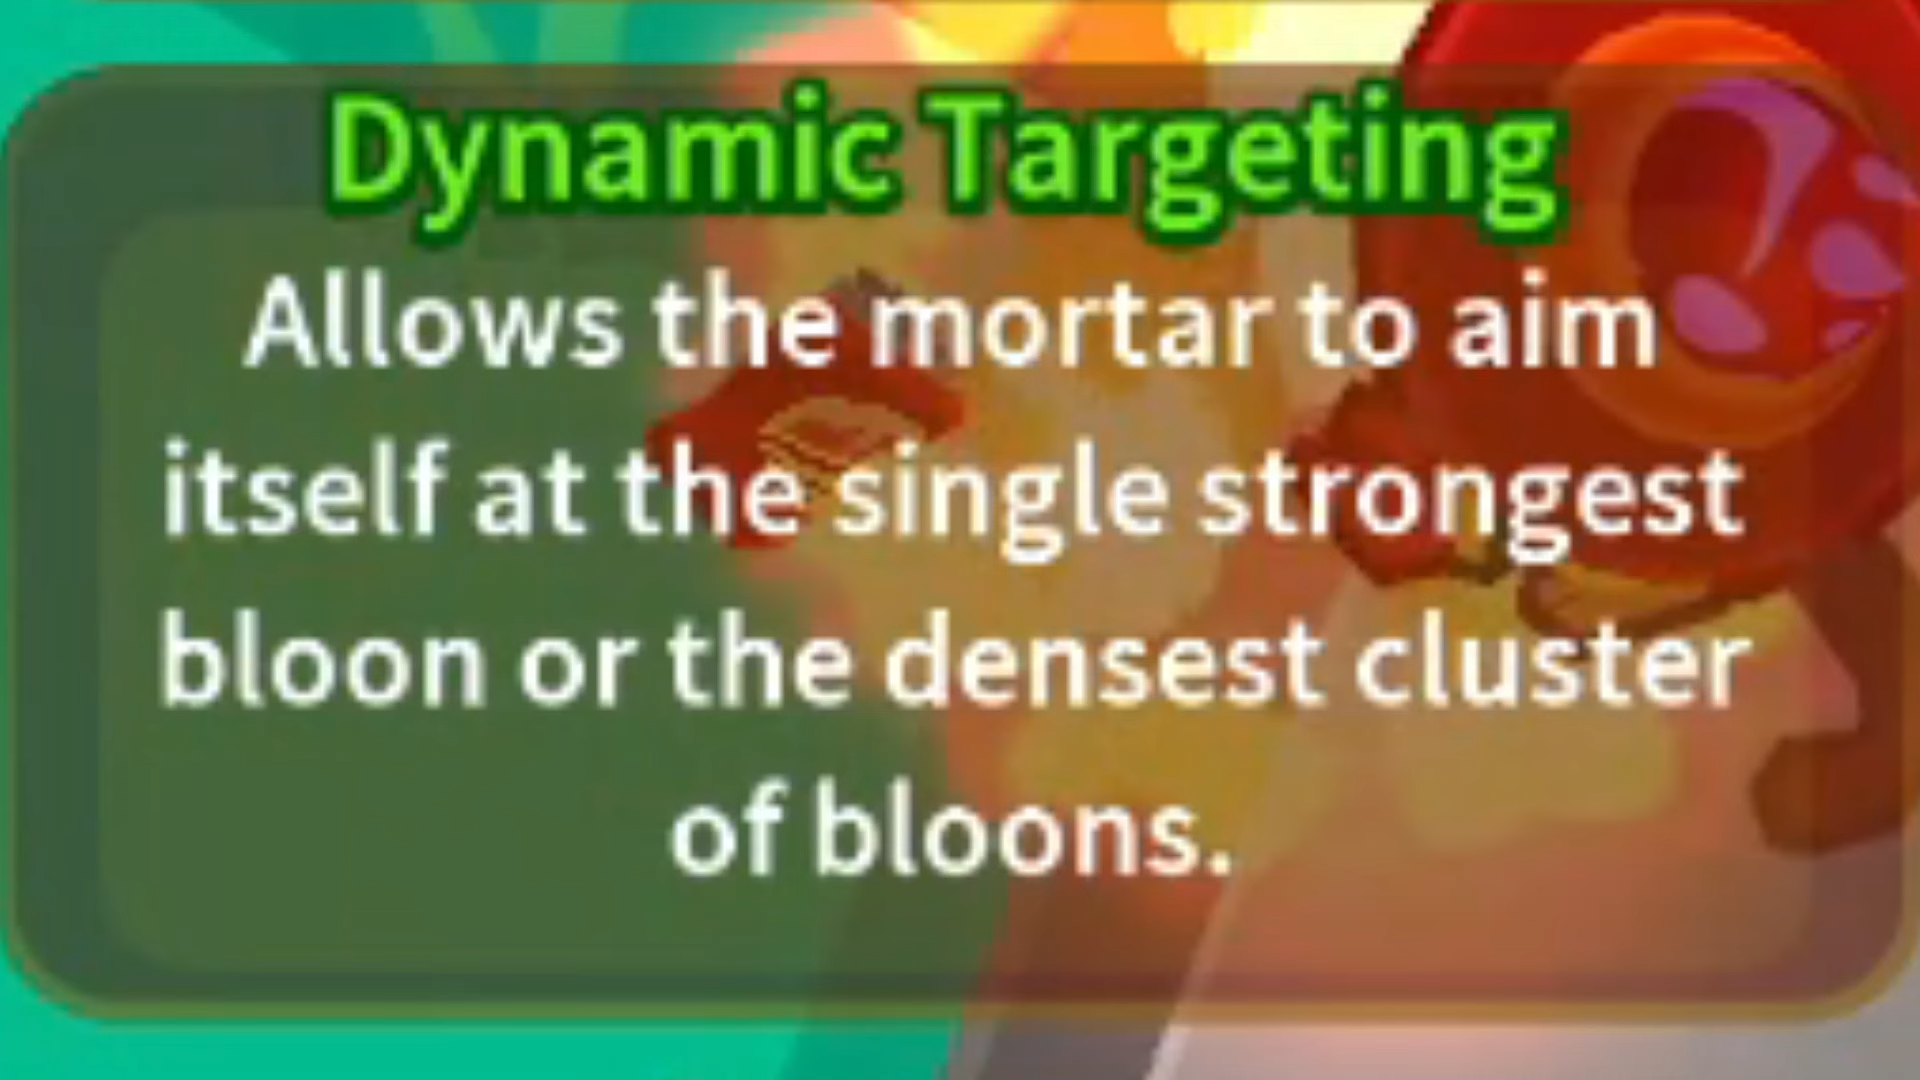 Dynamic Targeting
Allows the mortar to aim
itself at the single strongest
bloon or the densest cluster
of bloons.